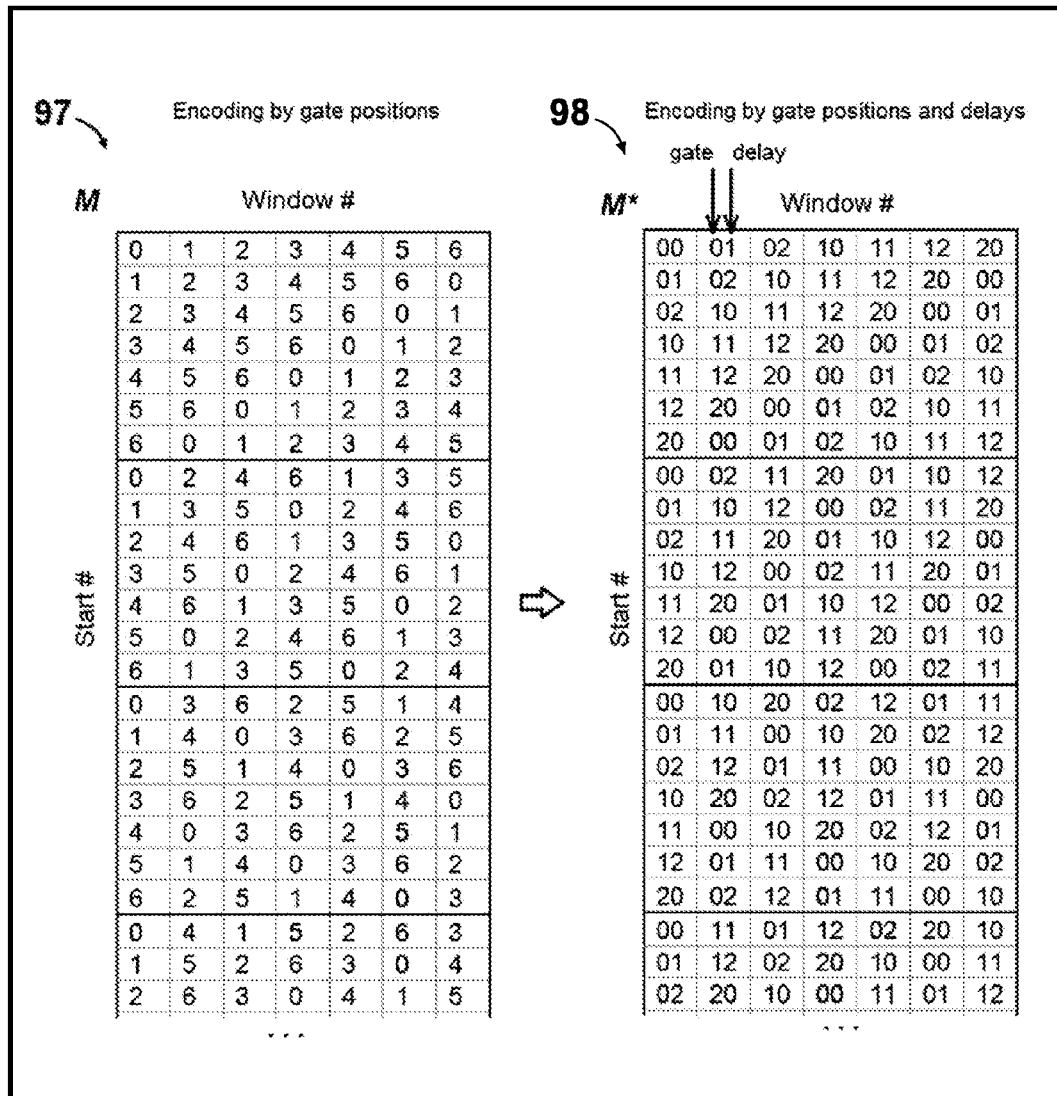 97 Encoding by gate positions
M Window #
Start #
0 1 2 3 4 5 6
1 2 3 4 5 6 0
2 3 4 5 6 0 1
3 4 5 6 0 1 2
4 5 6 0 1 2 3
5 6 0 1 2 3 4
6 0 1 2 3 4 5
0 2 4 6 1 3 5
1 3 5 0 2 4 6
2 4 6 1 3 5 0
3 5 0 2 4 6 1
4 6 1 3 5 0 2
5 0 2 4 6 1 3
6 1 3 5 0 2 4
0 3 6 2 5 1 4
1 4 0 3 6 2 5
2 5 1 4 0 3 6
3 6 2 5 1 4 0
4 0 3 6 2 5 1
5 1 4 0 3 6 2
6 2 5 1 4 0 3
0 4 1 5 2 6 3
1 5 2 6 3 0 4
2 6 3 0 4 1 5
...
98 Encoding by gate positions and delays
gate delay
M* Window #
Start #
00 01 02 10 11 12 20
01 02 10 11 12 20 00
02 10 11 12 20 00 01
10 11 12 20 00 01 02
11 12 20 00 01 02 10
12 20 00 01 02 10 11
20 00 01 02 10 11 12
00 02 11 20 01 10 12
01 10 12 00 02 11 20
02 11 20 01 10 12 00
10 12 00 02 11 20 01
11 20 01 10 12 00 02
12 00 02 11 20 01 10
20 01 10 12 00 02 11
00 10 20 02 12 01 11
01 11 00 10 20 02 12
02 12 01 11 00 10 20
10 20 02 12 01 11 00
11 00 10 20 02 12 01
12 01 11 00 10 20 02
20 02 12 01 11 00 10
00 11 01 12 02 20 10
01 12 02 20 10 00 11
02 20 10 00 11 01 12
...